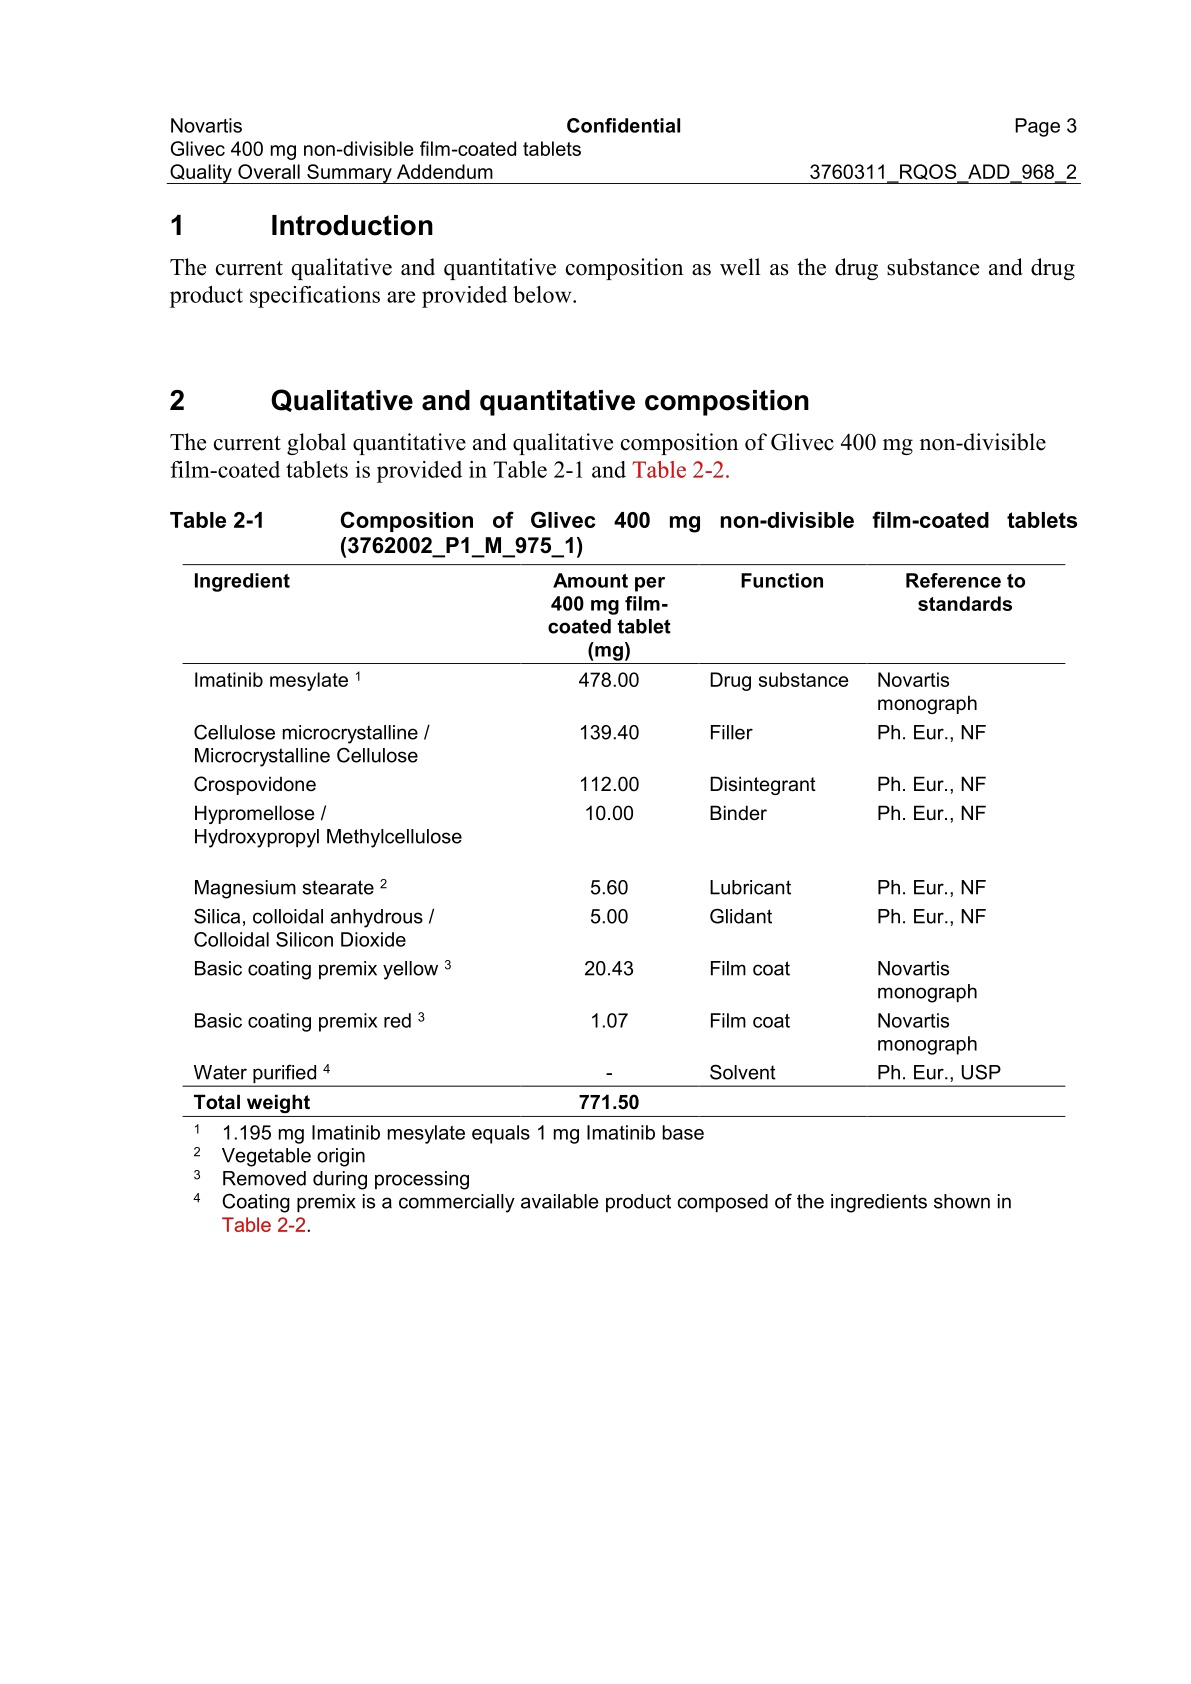 Novartis Confidential Page 3
Glivec 400 mg non-divisible film-coated tablets
Quality Overall Summary Addendum 3760311_RQOS_ADD_968_2
1 Introduction
The current qualitative and quantitative composition as well as the drug substance and drug
product specifications are provided below.
2 Qualitative and quantitative composition
The current global quantitative and qualitative composition of Glivec 400 mg non-divisible
film-coated tablets is provided in Table 2-1 and Table 2-2.
Table 2-1 Composition of Glivec 400 mg non-divisible film-coated tablets
(3762002_P1_M_975_1)
Ingredient Amount per Function Reference to
400 mg film- standards
coated tablet
(mg)
Imatinib mesylate 1 478.00 Drug substance Novartis
monograph
Cellulose microcrystalline / 139.40 Filler Ph. Eur., NF
Microcrystalline Cellulose
Crospovidone 112.00 Disintegrant Ph. Eur., NF
Hypromellose / 10.00 Binder Ph. Eur., NF
Hydroxypropyl Methylcellulose
Magnesium stearate 2 5.60 Lubricant Ph. Eur., NF
Silica, colloidal anhydrous / 5.00 Glidant Ph. Eur., NF
Colloidal Silicon Dioxide
Basic coating premix yellow 3 20.43 Film coat Novartis
monograph
Basic coating premix red 3 1.07 Film coat Novartis
monograph
Water purified 4 - Solvent Ph. Eur., USP
Total weight 771.50
1 1.195 mg Imatinib mesylate equals 1 mg Imatinib base
2 Vegetable origin
3 Removed during processing
4 Coating premix is a commercially available product composed of the ingredients shown in
Table 2-2.